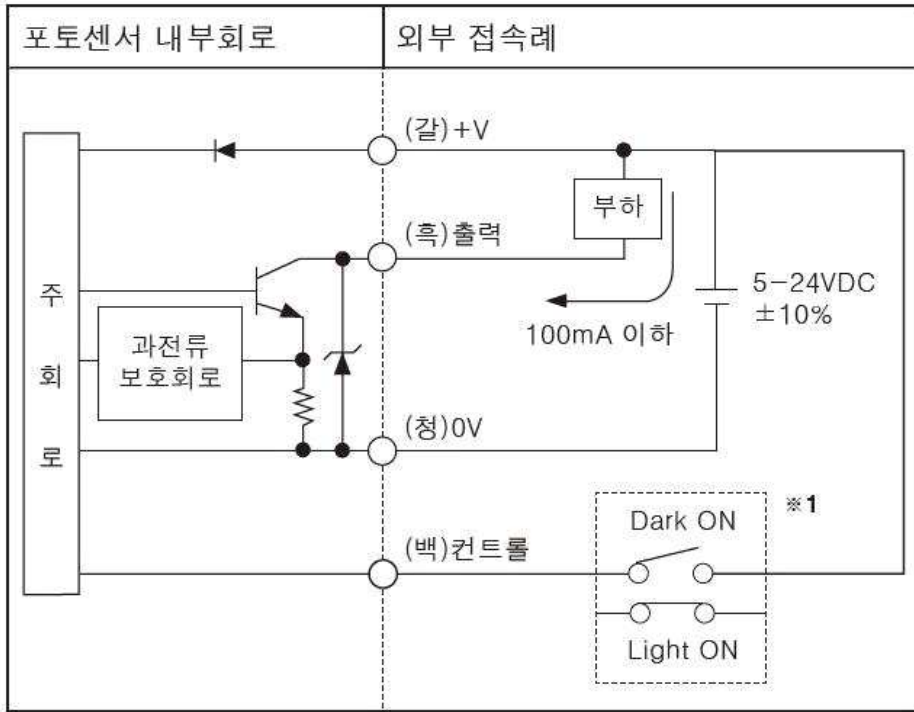 포토센서 내부회로
외부 접속례
(갈)+V
부하
(흑)출력
주
회
로
5-24VDC
±10%
100mA 이하
과전류
보호회로
(청)0V
※1
Dark ON
(백)컨트롤
Light ON